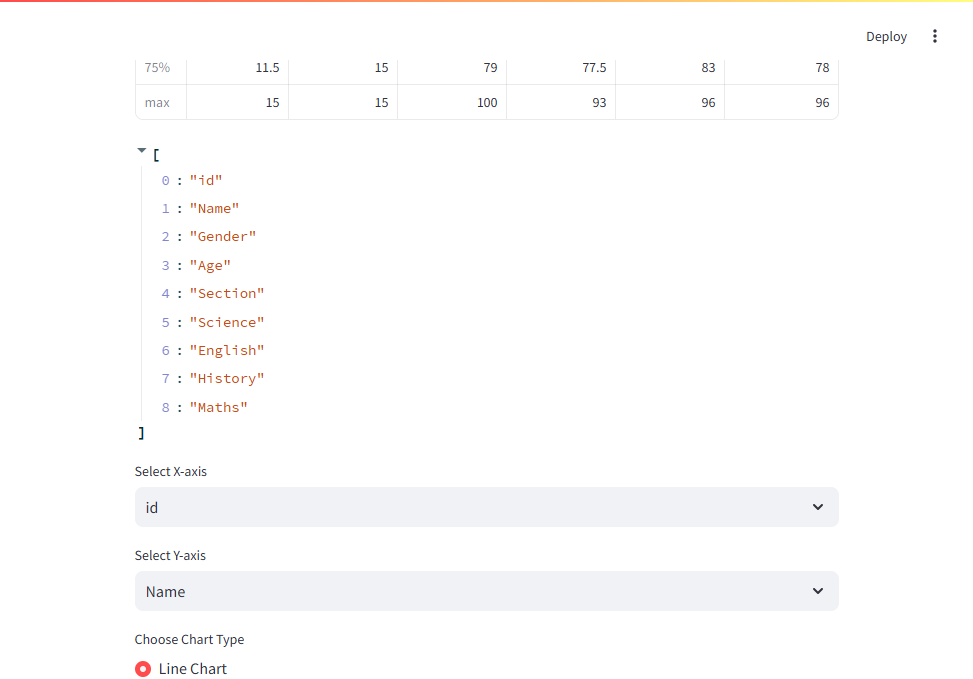 Deploy
75% 11.5 15 79 77.5 83 78
max 15 15 100 93 96 96
[
0 : "id"
1 : "Name"
2 : "Gender"
3 : "Age"
4 : "Section"
5 : "Science"
6 : "English"
7 : "History"
8 : "Maths"
]
Select X-axis
id
Select Y-axis
Name
Choose Chart Type
Line Chart